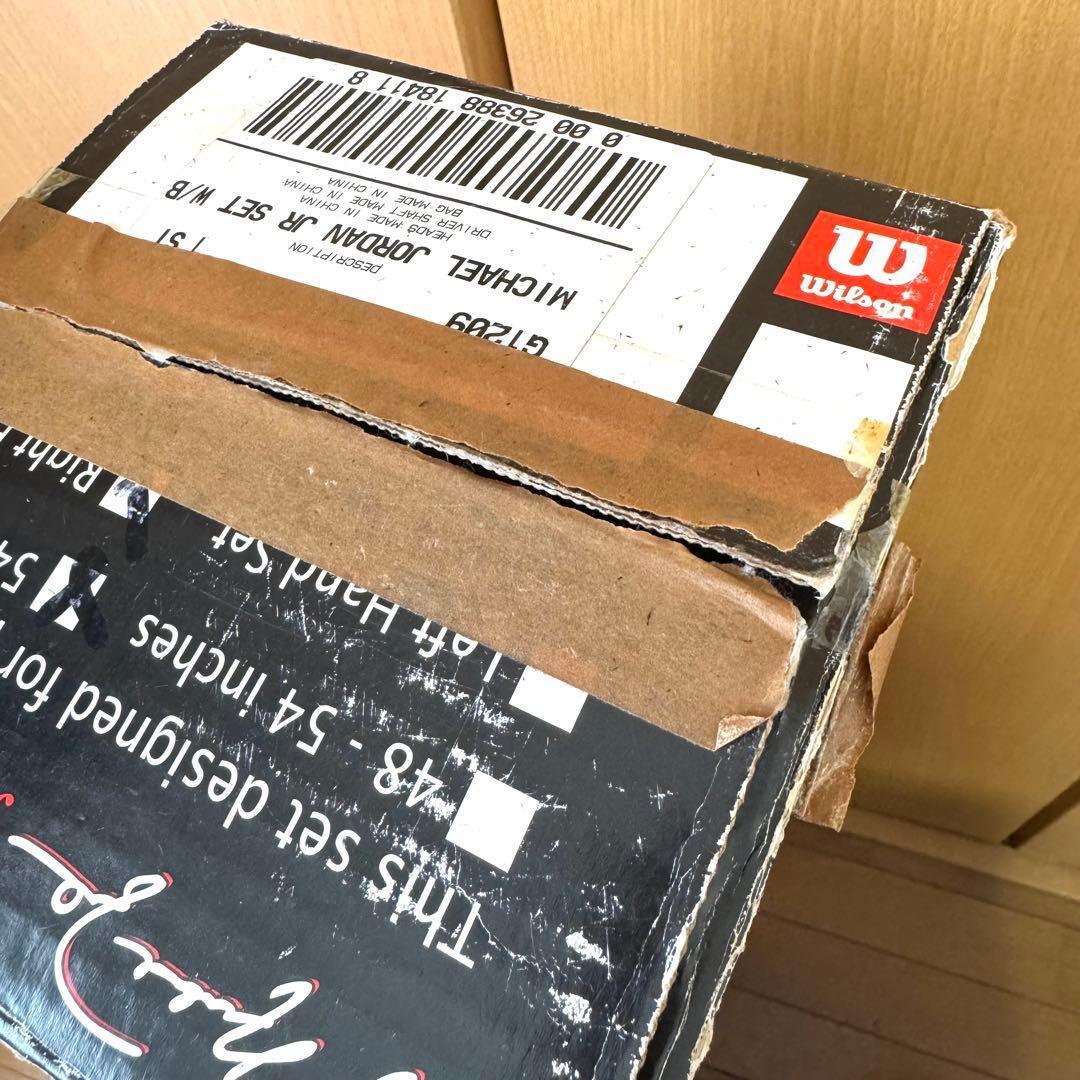 Wilson
0 00 26388 18411 8
BAG MADE IN CHINA
DRIVER SHAFT MADE IN CHINA
HEADS MADE IN CHINA
DESCRIPTION
MICHAEL JORDAN JR SET W/B
G1209
Left Hand Set
Right
48 - 54 inches
54
This set designed for